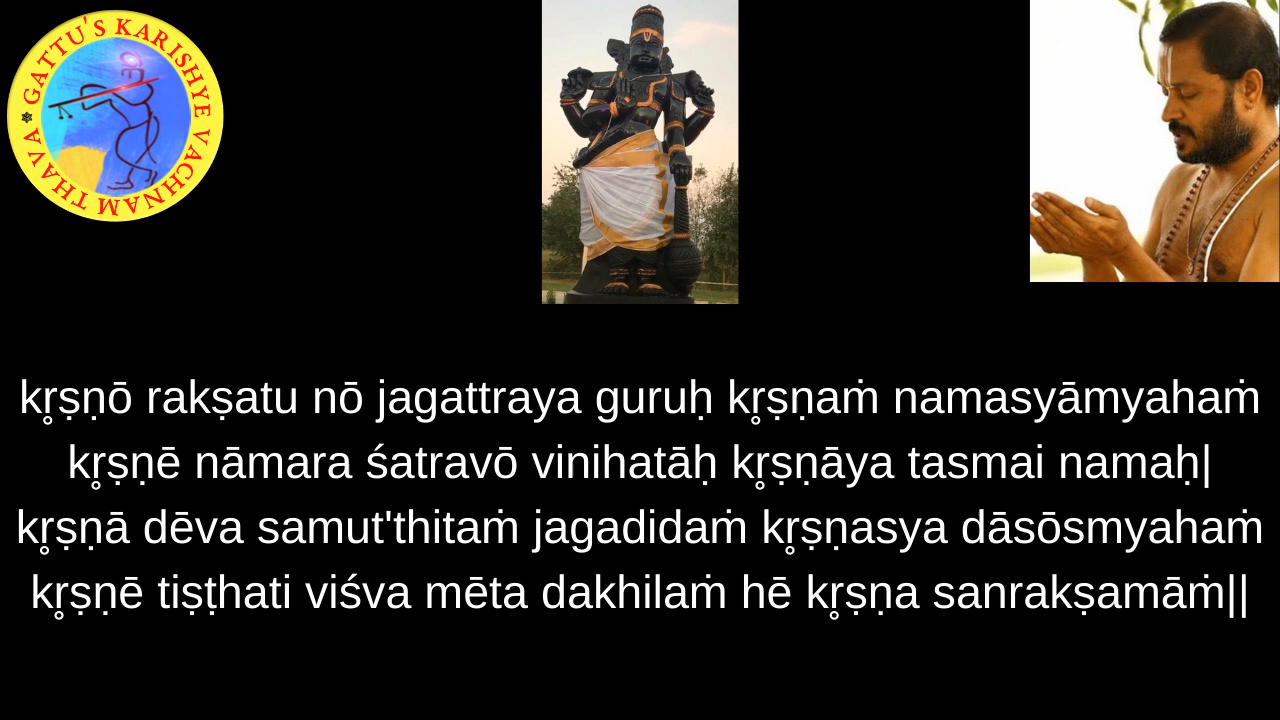 GATTU'S KARISHYE VACHNAM THAVA
kr̥ṣṇō rakṣatu nō jagattraya guruḥ kr̥ṣṇaṁ namasyāmyahaṁ
kr̥ṣṇē nāmara śatravō vinihatāḥ kr̥ṣṇāya tasmai namaḥ|
kr̥ṣṇā dēva samut'thitaṁ jagadidaṁ kr̥ṣṇasya dāsōsmyahaṁ
kr̥ṣṇē tiṣṭhati viśva mēta dakhilaṁ hē kr̥ṣṇa sanrakṣamāṁ||